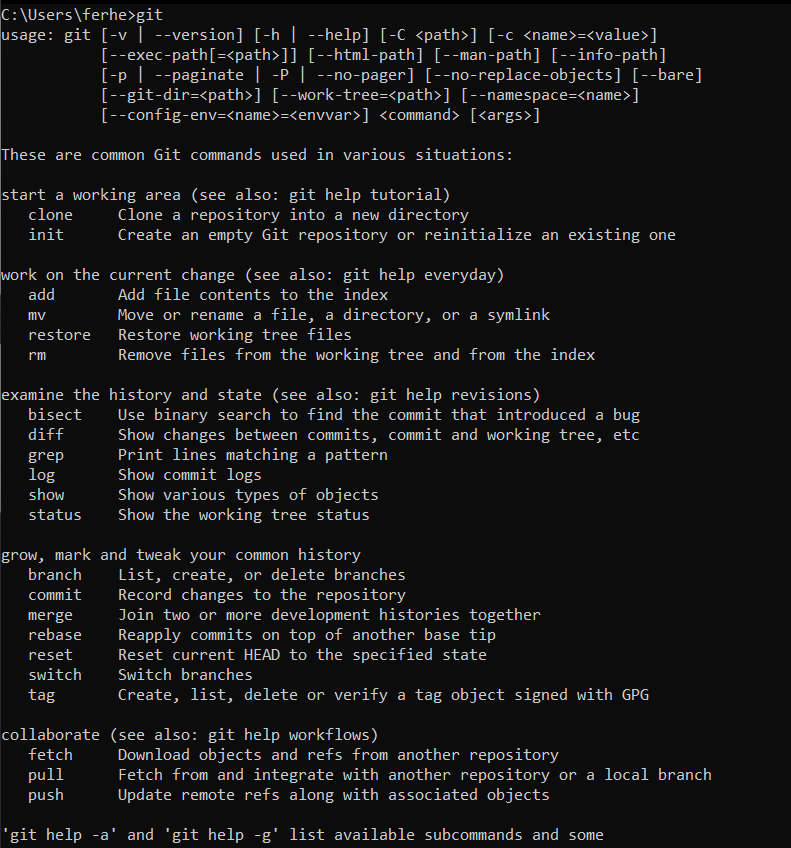 C:\Users\ferhe>git
usage: git [-v | --version] [-h | --help] [-C <path>] [-c <name>=<value>]
           [--exec-path[=<path>]] [--html-path] [--man-path] [--info-path]
           [-p | --paginate | -P | --no-pager] [--no-replace-objects] [--bare]
           [--git-dir=<path>] [--work-tree=<path>] [--namespace=<name>]
           [--config-env=<name>=<envvar>] <command> [<args>]

These are common Git commands used in various situations:

start a working area (see also: git help tutorial)
   clone     Clone a repository into a new directory
   init      Create an empty Git repository or reinitialize an existing one

work on the current change (see also: git help everyday)
   add       Add file contents to the index
   mv        Move or rename a file, a directory, or a symlink
   restore   Restore working tree files
   rm        Remove files from the working tree and from the index

examine the history and state (see also: git help revisions)
   bisect    Use binary search to find the commit that introduced a bug
   diff      Show changes between commits, commit and working tree, etc
   grep      Print lines matching a pattern
   log       Show commit logs
   show      Show various types of objects
   status    Show the working tree status

grow, mark and tweak your common history
   branch    List, create, or delete branches
   commit    Record changes to the repository
   merge     Join two or more development histories together
   rebase    Reapply commits on top of another base tip
   reset     Reset current HEAD to the specified state
   switch    Switch branches
   tag       Create, list, delete or verify a tag object signed with GPG

collaborate (see also: git help workflows)
   fetch     Download objects and refs from another repository
   pull      Fetch from and integrate with another repository or a local branch
   push      Update remote refs along with associated objects

'git help -a' and 'git help -g' list available subcommands and some